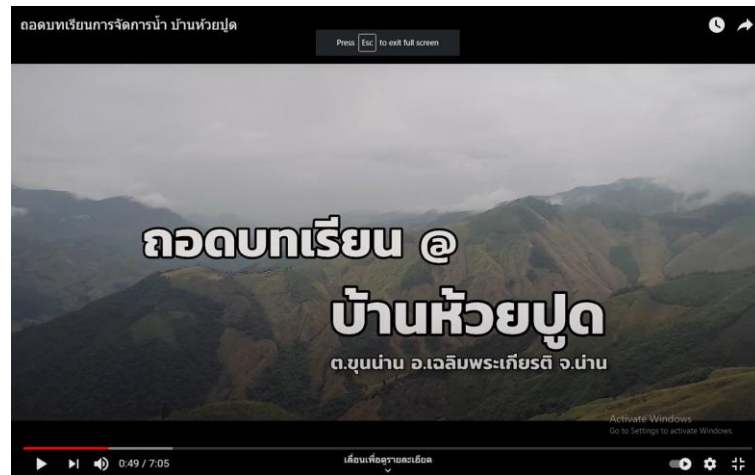 ถอดบทเรียนการจัดการน้ำ บ้านห้วยปูด
Press Esc to exit full screen
ถอดบทเรียน @
บ้านห้วยปูด
ต.ขุนน่าน อ.เฉลิมพระเกียรติ จ.น่าน
Activate Windows
Go to Settings to activate Windows.
0:49 / 7:05
เลื่อนเพื่อดูรายละเอียด